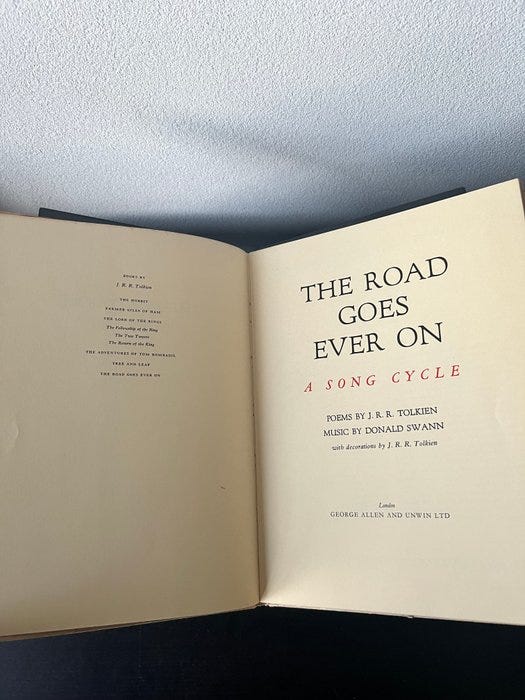 BOOKS BY
J. R. R. Tolkien
THE HOBBIT
FARMER GILES OF HAM
THE LORD OF THE RINGS
The Fellowship of the Ring
The Two Towers
The Return of the King
THE ADVENTURES OF TOM BOMBADIL
TREE AND LEAF
THE ROAD GOES EVER ON
THE ROAD
GOES
EVER ON
A SONG CYCLE
POEMS BY J. R. R. TOLKIEN
MUSIC BY DONALD SWANN
with decorations by J. R. R. Tolkien
London
GEORGE ALLEN AND UNWIN LTD